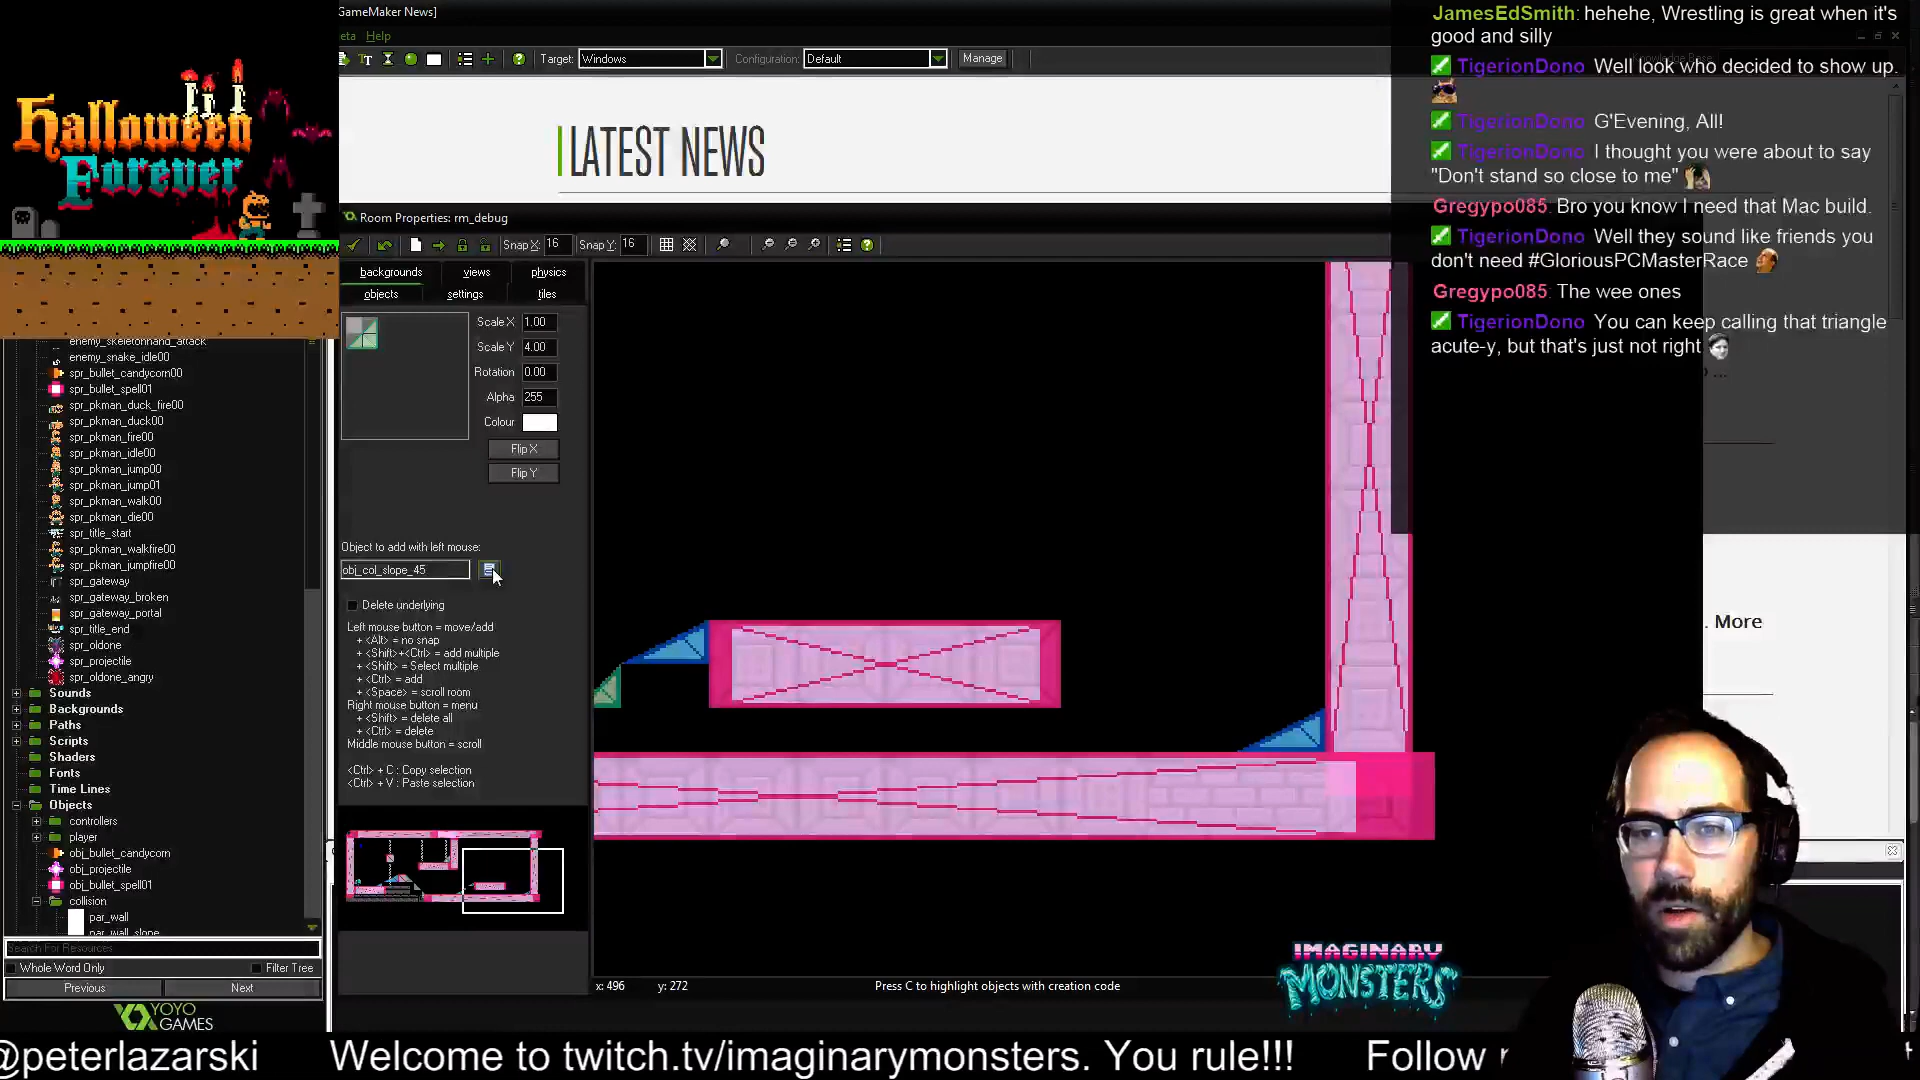 GameMaker News]
eta Help
Target: Windows Configuration: Default Manage
LATEST NEWS
Halloween
Forever
Room Properties: rm_debug
Snap X: 16 Snap Y: 16
backgrounds views physics
objects settings tiles
Scale X 1.00
Scale Y 4.00
Rotation 0.00
Alpha 255
Colour
Flip X
Flip Y
Object to add with left mouse:
obj_col_slope_45
Delete underlying
Left mouse button = move/add
+ <Alt> = no snap
+ <Shift>+<Ctrl> = add multiple
+ <Shift> = Select multiple
+ <Ctrl> = add
+ <Space> = scroll room
Right mouse button = menu
+ <Shift> = delete all
+ <Ctrl> = delete
Middle mouse button = scroll
<Ctrl> + C : Copy selection
<Ctrl> + V : Paste selection
enemy_skeletonhand_attack
enemy_snake_idle00
spr_bullet_candycorn00
spr_bullet_spell01
spr_pkman_duck_fire00
spr_pkman_duck00
spr_pkman_fire00
spr_pkman_idle00
spr_pkman_jump00
spr_pkman_jump01
spr_pkman_walk00
spr_pkman_die00
spr_title_start
spr_pkman_walkfire00
spr_pkman_jumpfire00
spr_gateway
spr_gateway_broken
spr_gateway_portal
spr_title_end
spr_oldone
spr_projectile
spr_oldone_angry
Sounds
Backgrounds
Paths
Scripts
Shaders
Fonts
Time Lines
Objects
controllers
player
obj_bullet_candycorn
obj_projectile
obj_bullet_spell01
collision
par_wall
par_wall_slope
Search For Resources
Whole Word Only Filter Tree
Previous Next
YOYO
GAMES
x: 496 y: 272 Press C to highlight objects with creation code
JamesEdSmith: hehehe, Wrestling is great when it's
good and silly
TigerionDono Well look who decided to show up.
TigerionDono G'Evening, All!
TigerionDono I thought you were about to say
"Don't stand so close to me"
Gregypo085: Bro you know I need that Mac build.
TigerionDono Well they sound like friends you
don't need #GloriousPCMasterRace
Gregypo085: The wee ones
TigerionDono You can keep calling that triangle
acute-y, but that's just not right
. More
IMAGINARY
MONSTERS
@peterlazarski Welcome to twitch.tv/imaginarymonsters. You rule!!! Follow